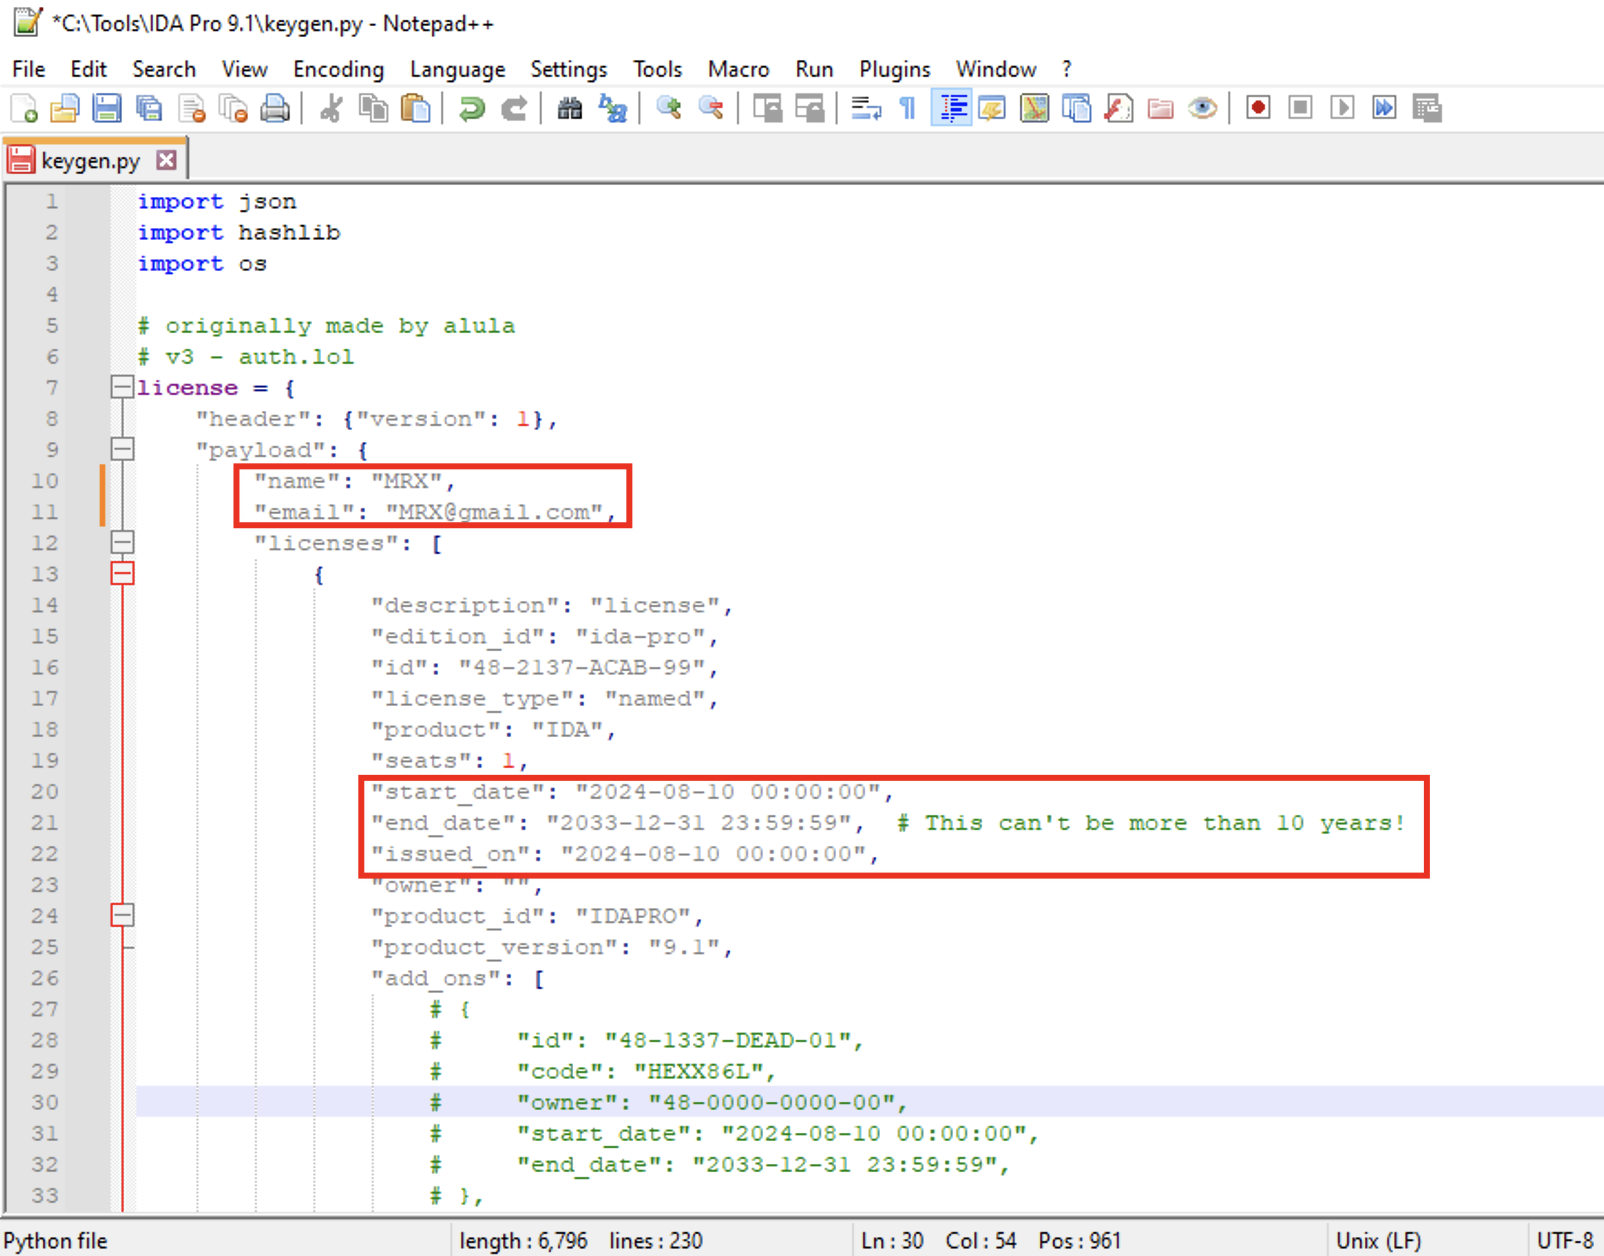 *C:\Tools\IDA Pro 9.1\keygen.py - Notepad++
File Edit Search View Encoding Language Settings Tools Macro Run Plugins Window ?
keygen.py
1 import json
2 import hashlib
3 import os
4
5 # originally made by alula
6 # v3 - auth.lol
7 license = {
8 "header": {"version": 1},
9 "payload": {
10 "name": "MRX",
11 "email": "MRX@gmail.com",
12 "licenses": [
13 {
14 "description": "license",
15 "edition_id": "ida-pro",
16 "id": "48-2137-ACAB-99",
17 "license_type": "named",
18 "product": "IDA",
19 "seats": 1,
20 "start_date": "2024-08-10 00:00:00",
21 "end_date": "2033-12-31 23:59:59", # This can't be more than 10 years!
22 "issued_on": "2024-08-10 00:00:00",
23 "owner": "",
24 "product_id": "IDAPRO",
25 "product_version": "9.1",
26 "add_ons": [
27 # {
28 # "id": "48-1337-DEAD-01",
29 # "code": "HEXX86L",
30 # "owner": "48-0000-0000-00",
31 # "start_date": "2024-08-10 00:00:00",
32 # "end_date": "2033-12-31 23:59:59",
33 # },
Python file length : 6,796 lines : 230 Ln : 30 Col : 54 Pos : 961 Unix (LF) UTF-8